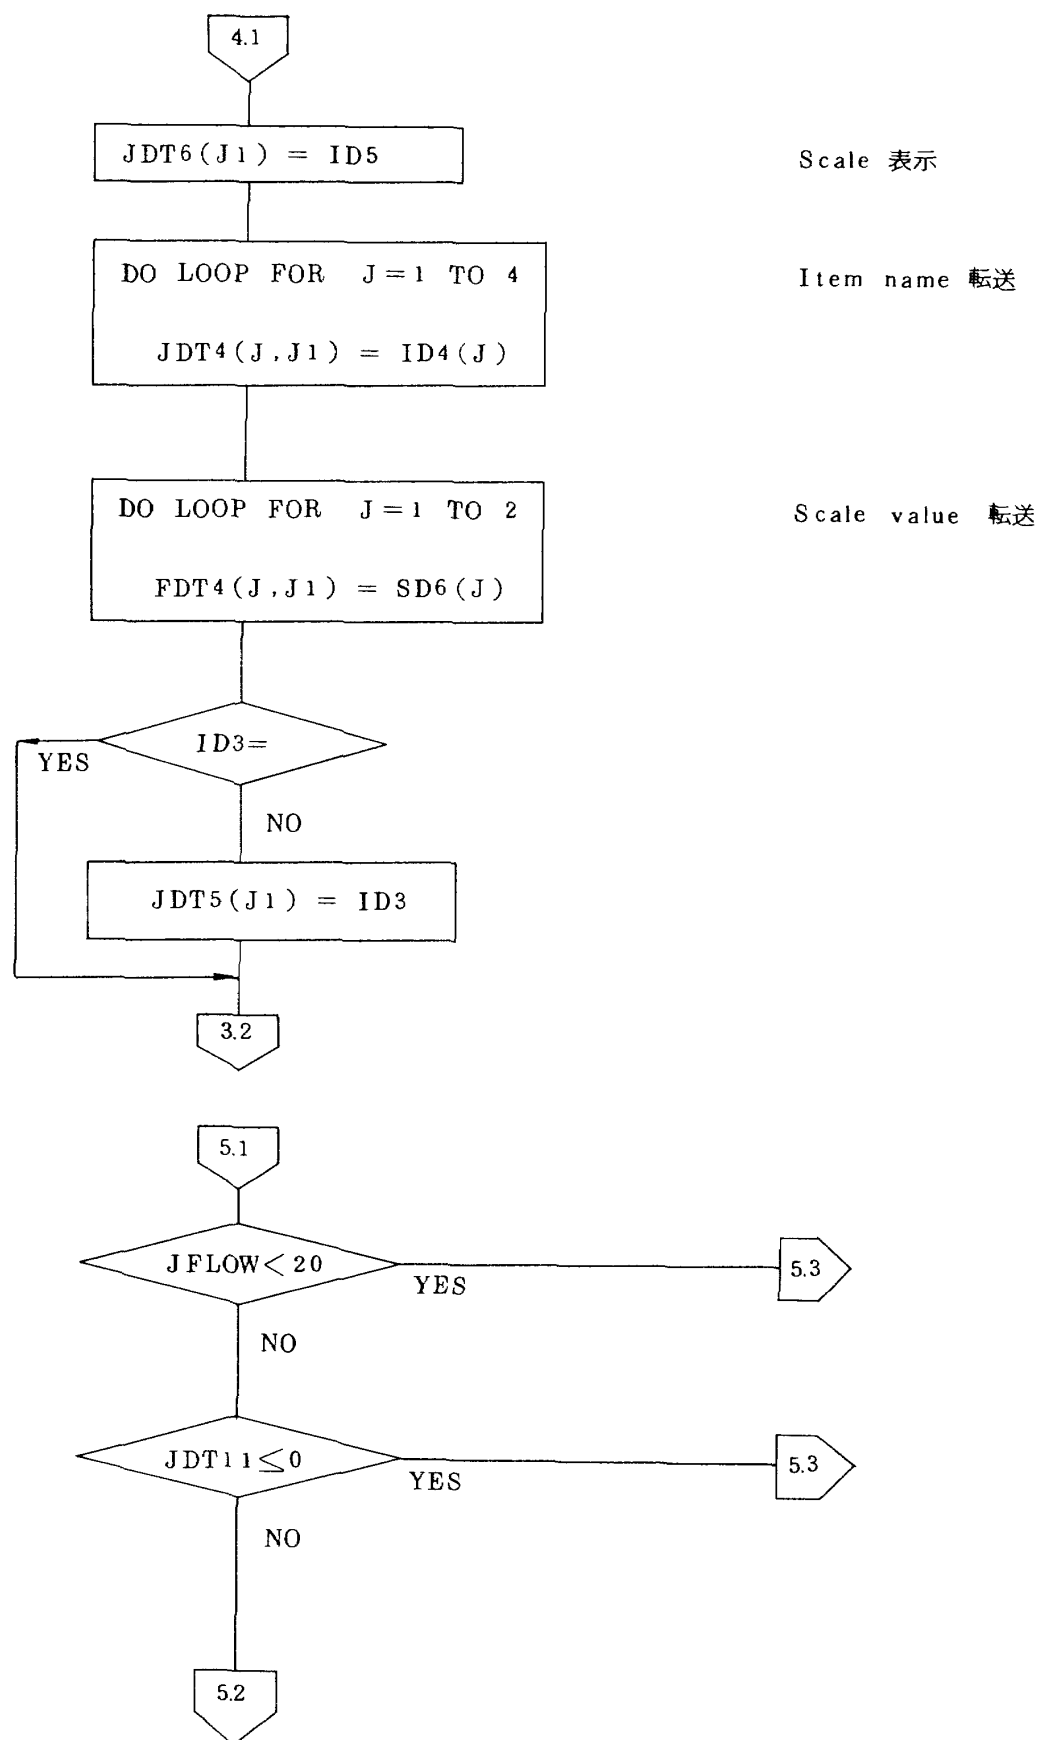 4.1
JDT6(J1) = ID5
Scale 表示
DO LOOP FOR J=1 TO 4
Item name 転送
JDT4(J,J1) = ID4(J)
DO LOOP FOR J=1 TO 2
Scale value 転送
FDT4(J,J1) = SD6(J)
ID3=
YES
NO
JDT5(J1) = ID3
3.2
5.1
JFLOW<20
YES
5.3
NO
JDT11≦0
YES
5.3
NO
5.2